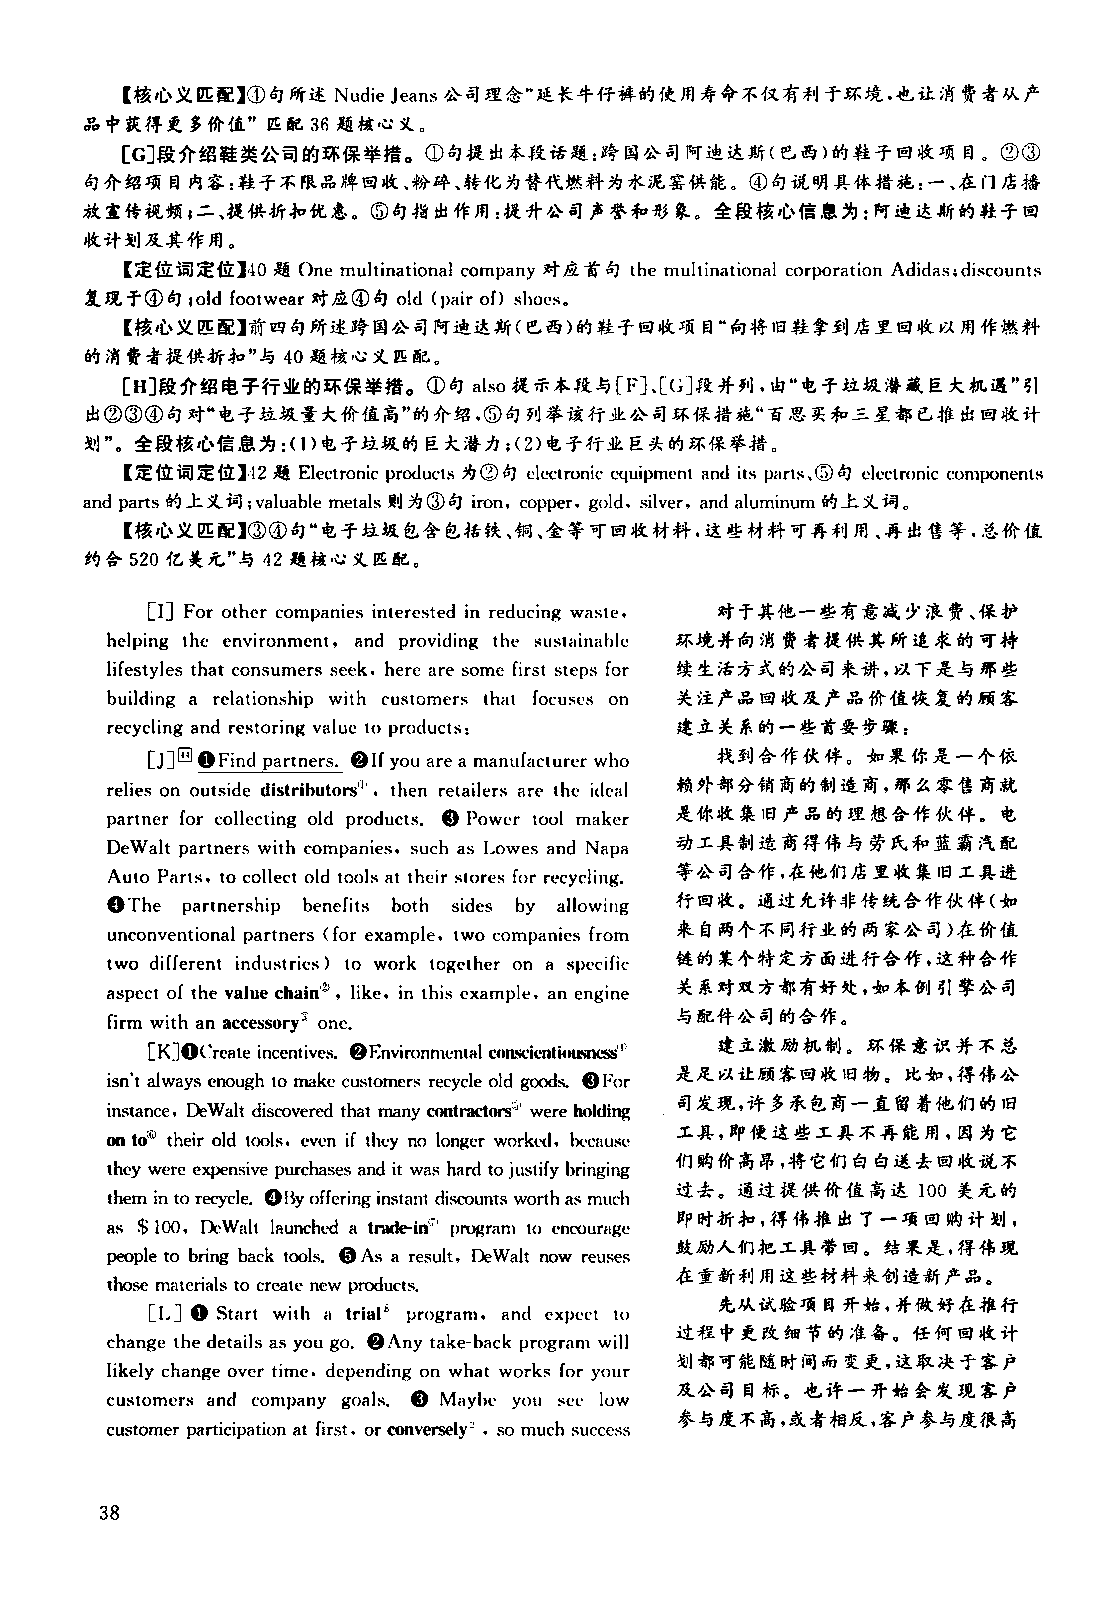 【核心义匹配】①句所述 Nudie Jeans 公司理念“延长牛仔裤的使用寿命不仅有利于环境,也让消费者从产
品中获得更多价值”匹配 36 题核心义。
[G]段介绍鞋类公司的环保举措。①句提出本段话题:跨国公司阿迪达斯(巴西)的鞋子回收项目。②③
句介绍项目内容:鞋子不限品牌回收、粉碎、转化为替代燃料为水泥窑供能。④句说明具体措施:一、在门店播
放宣传视频;二、提供折扣优惠。⑤句指出作用:提升公司声誉和形象。全段核心信息为:阿迪达斯的鞋子回
收计划及其作用。
【定位词定位】40 题 One multinational company 对应首句 the multinational corporation Adidas;discounts
复现于④句;old footwear 对应④句 old (pair of) shoes。
【核心义匹配】前四句所述跨国公司阿迪达斯(巴西)的鞋子回收项目“向将旧鞋拿到店里回收以用作燃料
的消费者提供折扣”与 40 题核心义匹配。
[H]段介绍电子行业的环保举措。①句 also 提示本段与[F]、[G]段并列,由“电子垃圾潜藏巨大机遇”引
出②③④句对“电子垃圾量大价值高”的介绍,⑤句列举该行业公司环保措施“百思买和三星都已推出回收计
划”。全段核心信息为:(1)电子垃圾的巨大潜力;(2)电子行业巨头的环保举措。
【定位词定位】42 题 Electronic products 为②句 electronic equipment and its parts、⑤句 electronic components
and parts 的上义词;valuable metals 则为③句 iron, copper, gold, silver, and aluminum 的上义词。
【核心义匹配】③④句“电子垃圾包含包括铁、铜、金等可回收材料,这些材料可再利用、再出售等,总价值
约合 520 亿美元”与 42 题核心义匹配。
[I] For other companies interested in reducing waste,
helping the environment, and providing the sustainable
lifestyles that consumers seek, here are some first steps for
building a relationship with customers that focuses on
recycling and restoring value to products:
[J][43] ❶Find partners. ❷If you are a manufacturer who
relies on outside distributors①, then retailers are the ideal
partner for collecting old products. ❸Power tool maker
DeWalt partners with companies, such as Lowes and Napa
Auto Parts, to collect old tools at their stores for recycling.
❹The partnership benefits both sides by allowing
unconventional partners (for example, two companies from
two different industries) to work together on a specific
aspect of the value chain②, like, in this example, an engine
firm with an accessory③ one.
[K]❶Create incentives. ❷Environmental conscientiousness④
isn't always enough to make customers recycle old goods. ❸For
instance, DeWalt discovered that many contractors⑤ were holding
on to⑥ their old tools, even if they no longer worked, because
they were expensive purchases and it was hard to justify bringing
them in to recycle. ❹By offering instant discounts worth as much
as $100, DeWalt launched a trade-in⑦ program to encourage
people to bring back tools. ❺As a result, DeWalt now reuses
those materials to create new products.
[L] ❶ Start with a trial⑧ program, and expect to
change the details as you go. ❷Any take-back program will
likely change over time, depending on what works for your
customers and company goals. ❸ Maybe you see low
customer participation at first, or conversely⑨, so much success
对于其他一些有意减少浪费、保护
环境并向消费者提供其所追求的可持
续生活方式的公司来讲,以下是与那些
关注产品回收及产品价值恢复的顾客
建立关系的一些首要步骤:
找到合作伙伴。如果你是一个依
赖外部分销商的制造商,那么零售商就
是你收集旧产品的理想合作伙伴。电
动工具制造商得伟与劳氏和蓝霸汽配
等公司合作,在他们店里收集旧工具进
行回收。通过允许非传统合作伙伴(如
来自两个不同行业的两家公司)在价值
链的某个特定方面进行合作,这种合作
关系对双方都有好处,如本例引擎公司
与配件公司的合作。
建立激励机制。环保意识并不总
是足以让顾客回收旧物。比如,得伟公
司发现,许多承包商一直留着他们的旧
工具,即便这些工具不再能用,因为它
们购价高昂,将它们白白送去回收说不
过去。通过提供价值高达 100 美元的
即时折扣,得伟推出了一项回购计划,
鼓励人们把工具带回。结果是,得伟现
在重新利用这些材料来创造新产品。
先从试验项目开始,并做好在推行
过程中更改细节的准备。任何回收计
划都可能随时间而变更,这取决于客户
及公司目标。也许一开始会发现客户
参与度不高,或者相反,客户参与度很高
38